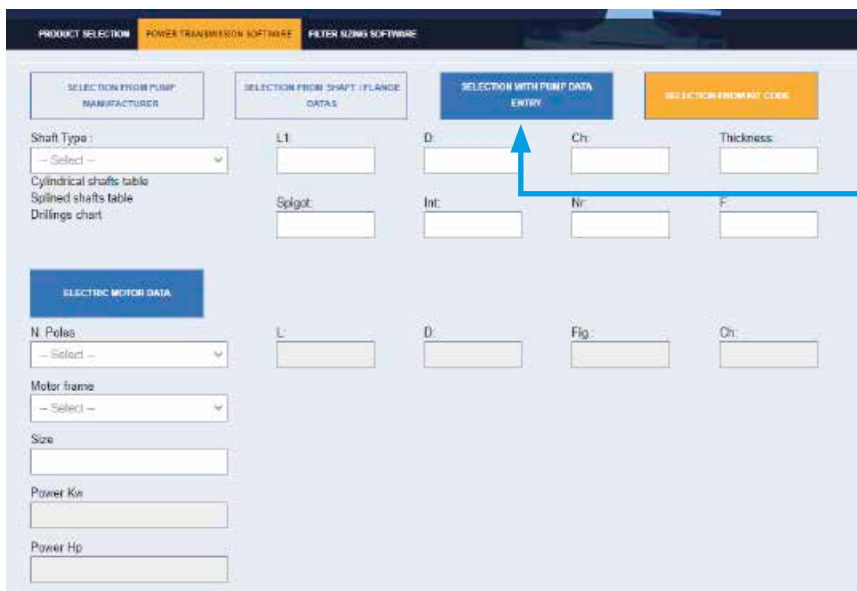 PRODUCT SELECTION POWER TRANSMISSION SOFTWARE FILTER SIZING SOFTWARE
SELECTION FROM PUMP MANUFACTURER SELECTION FROM SHAFT / FLANGE DATAS SELECTION WITH PUMP DATA ENTRY SELECTION FROM KIT CODE
Shaft Type : L1: D: Ch: Thickness:
-- Select --
Cylindrical shafts table
Splined shafts table
Drillings chart
Spigot: Int: Nr: F:
ELECTRIC MOTOR DATA
N. Poles L: D: Fig.: Ch:
-- Select --
Motor frame
-- Select --
Size
Power Kw
Power Hp